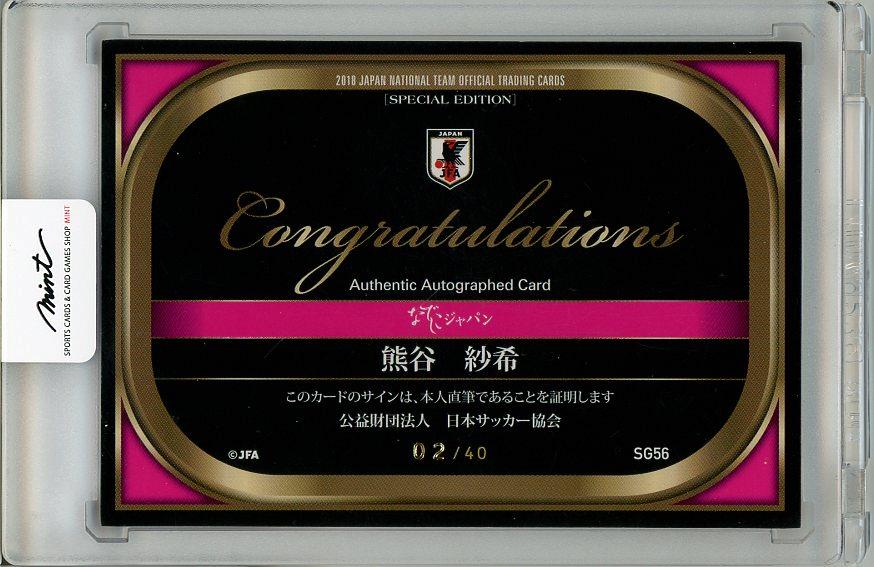 2018 JAPAN NATIONAL TEAM OFFICIAL TRADING CARDS
[SPECIAL EDITION]
JAPAN
JFA
Congratulations
Authentic Autographed Card
なでしこジャパン
熊谷 紗希
このカードのサインは、本人直筆であることを証明します
公益財団法人 日本サッカー協会
©JFA
02/40
SG56
mint
SPORTS CARDS & CARD GAMES SHOP MINT